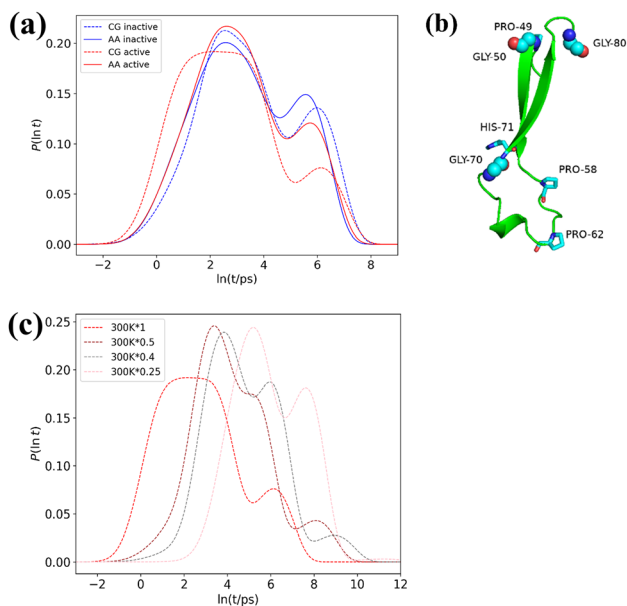 (a)
CG inactive
AA inactive
CG active
AA active
0.20
0.15
0.10
0.05
0.00
P(ln t)
−2 0 2 4 6 8
ln(t/ps)
(b)
PRO-49
GLY-50
GLY-80
HIS-71
GLY-70
PRO-58
PRO-62
(c)
300K*1
300K*0.5
300K*0.4
300K*0.25
0.25
0.20
0.15
0.10
0.05
0.00
P(ln t)
−2 0 2 4 6 8 10 12
ln(t/ps)